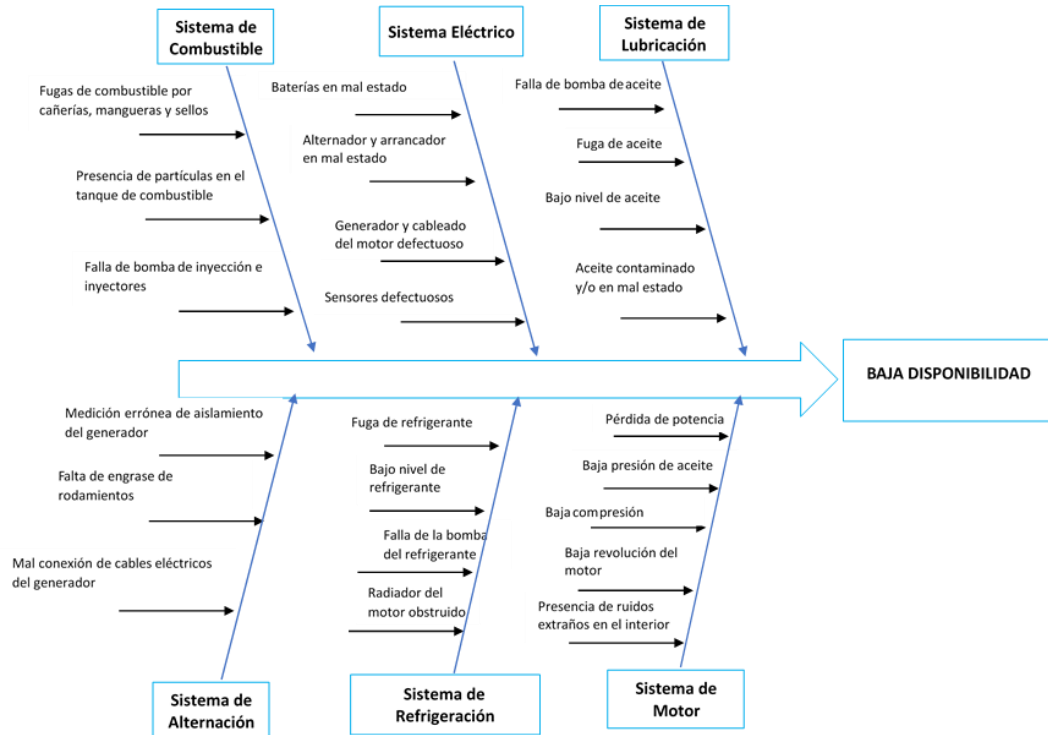 Sistema de
Combustible
Sistema Eléctrico
Sistema de
Lubricación
Fugas de combustible por
cañerías, mangueras y sellos
Presencia de partículas en el
tanque de combustible
Falla de bomba de inyección e
inyectores
Baterías en mal estado
Alternador y arrancador
en mal estado
Generador y cableado
del motor defectuoso
Sensores defectuosos
Falla de bomba de aceite
Fuga de aceite
Bajo nivel de aceite
Aceite contaminado
y/o en mal estado
BAJA DISPONIBILIDAD
Medición errónea de aislamiento
del generador
Falta de engrase de
rodamientos
Mal conexión de cables eléctricos
del generador
Fuga de refrigerante
Bajo nivel de
refrigerante
Falla de la bomba
del refrigerante
Radiador del
motor obstruido
Pérdida de potencia
Baja presión de aceite
Baja compresión
Baja revolución del
motor
Presencia de ruidos
extraños en el interior
Sistema de
Alternación
Sistema de
Refrigeración
Sistema de
Motor